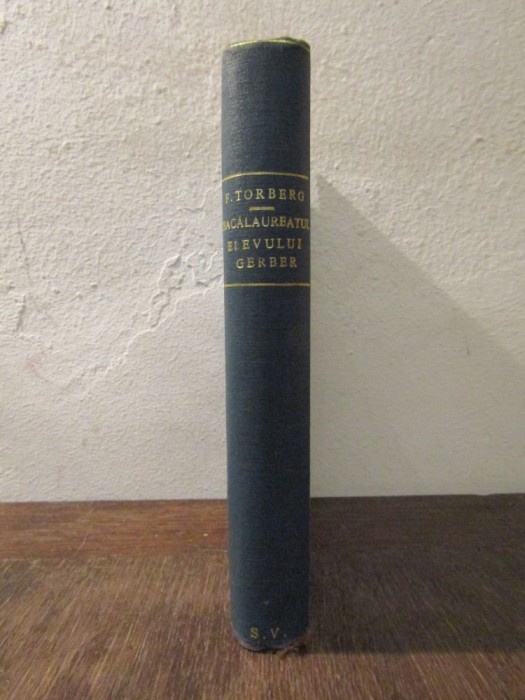 F. TORBERG
BACALAUREATUL
ELEVULUI
GERBER
S. V.